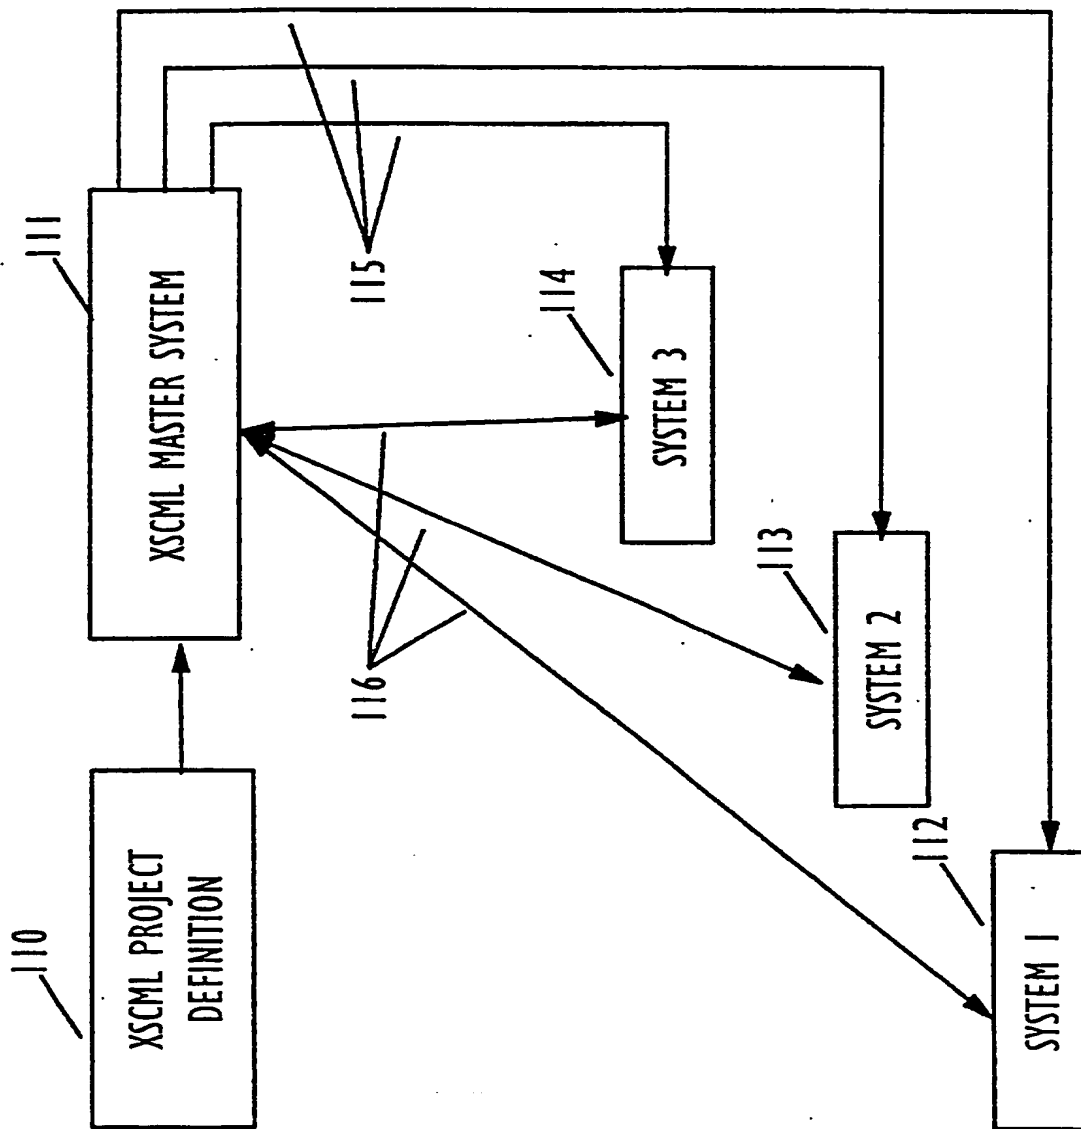 110
XSCML PROJECT
DEFINITION
111
XSCML MASTER SYSTEM
115
116
114
SYSTEM 3
113
SYSTEM 2
112
SYSTEM 1